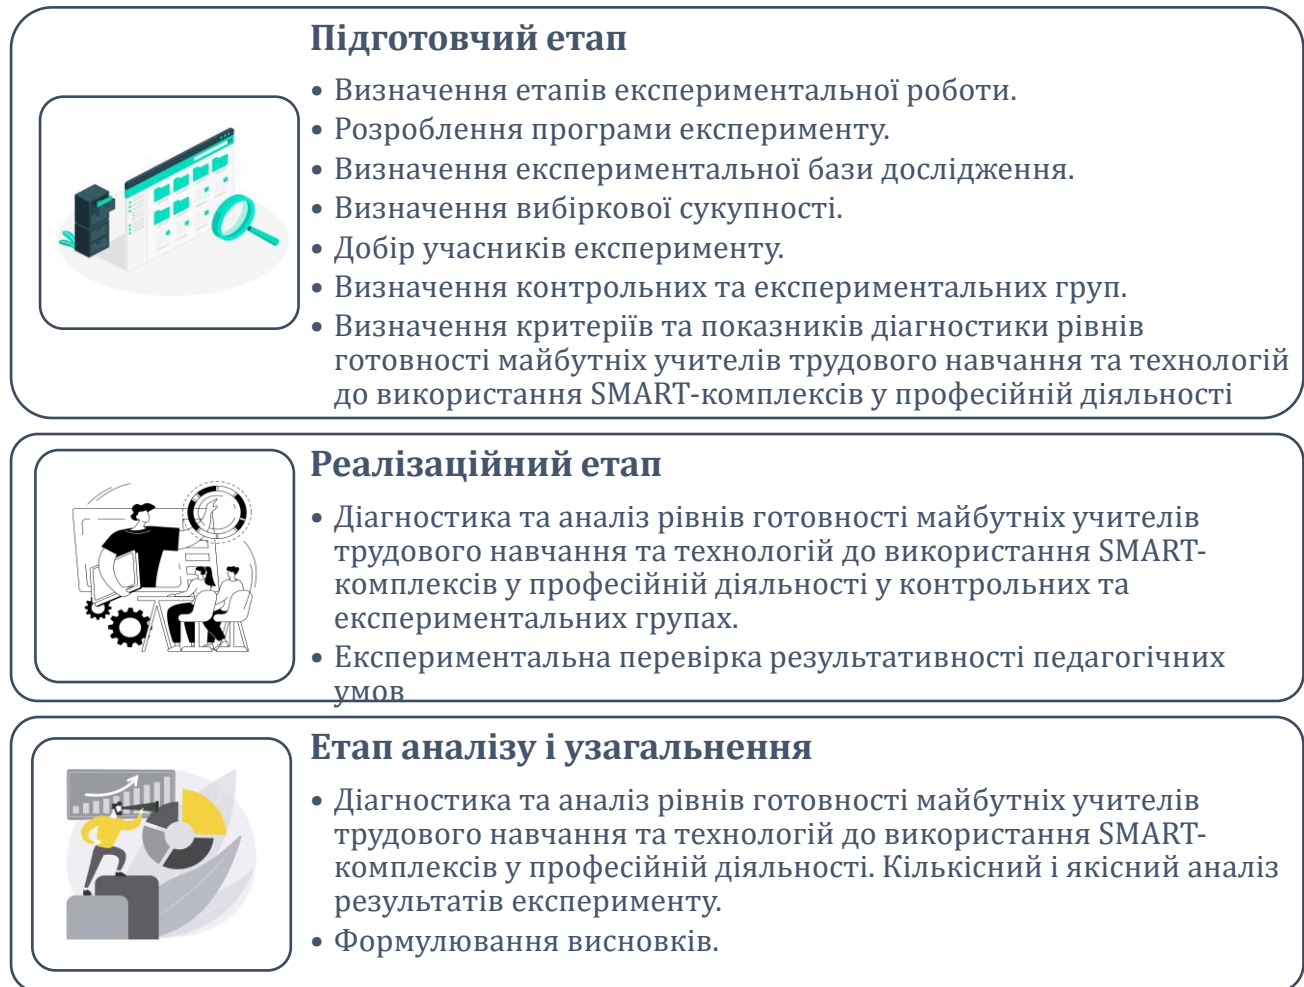 Підготовчий етап
• Визначення етапів експериментальної роботи.
• Розроблення програми експерименту.
• Визначення експериментальної бази дослідження.
• Визначення вибіркової сукупності.
• Добір учасників експерименту.
• Визначення контрольних та експериментальних груп.
• Визначення критеріїв та показників діагностики рівнів
готовності майбутніх учителів трудового навчання та технологій
до використання SMART-комплексів у професійній діяльності
Реалізаційний етап
• Діагностика та аналіз рівнів готовності майбутніх учителів
трудового навчання та технологій до використання SMART-
комплексів у професійній діяльності у контрольних та
експериментальних групах.
• Експериментальна перевірка результативності педагогічних
умов
Етап аналізу і узагальнення
• Діагностика та аналіз рівнів готовності майбутніх учителів
трудового навчання та технологій до використання SMART-
комплексів у професійній діяльності. Кількісний і якісний аналіз
результатів експерименту.
• Формулювання висновків.